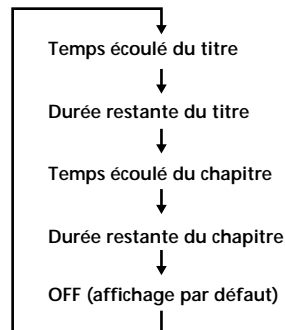 Temps écoulé du titre
Durée restante du titre
Temps écoulé du chapitre
Durée restante du chapitre
OFF (affichage par défaut)